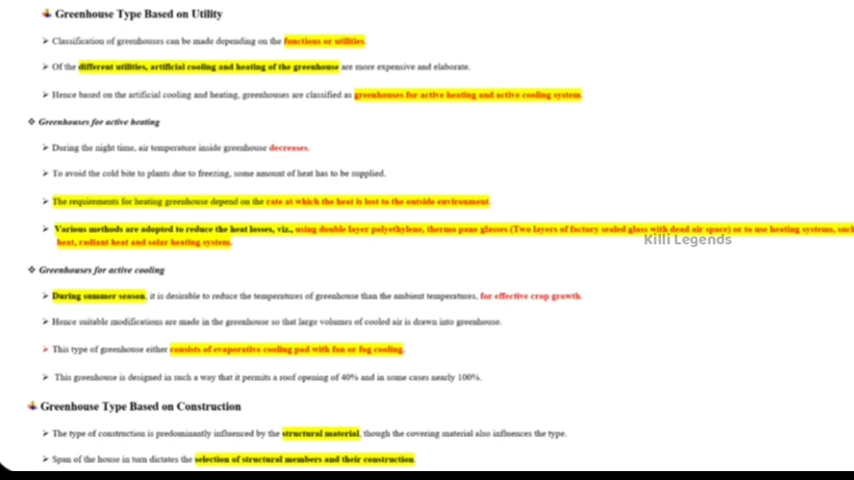 Greenhouse Type Based on Utility
➢ Classification of greenhouses can be made depending on the functions or utilities.
➢ Of the different utilities, artificial cooling and heating of the greenhouse are more expensive and elaborate.
➢ Hence based on the artificial cooling and heating, greenhouses are classified as greenhouses for active heating and active cooling system.
❖ Greenhouses for active heating
➢ During the night time, air temperature inside greenhouse decreases.
➢ To avoid the cold bite to plants due to freezing, some amount of heat has to be supplied.
➢ The requirements for heating greenhouse depend on the rate at which the heat is lost to the outside environment.
➢ Various methods are adopted to reduce the heat losses, viz., using double layer polyethylene, thermo pane glasses (Two layers of factory sealed glass with dead air space) or to use heating systems, such
heat, radiant heat and solar heating system.
Killi Legends
❖ Greenhouses for active cooling
➢ During summer season, it is desirable to reduce the temperatures of greenhouse than the ambient temperatures, for effective crop growth.
➢ Hence suitable modifications are made in the greenhouse so that large volumes of cooled air is drawn into greenhouse.
➢ This type of greenhouse either consists of evaporative cooling pad with fan or fog cooling.
➢ This greenhouse is designed in such a way that it permits a roof opening of 40% and in some cases nearly 100%.
Greenhouse Type Based on Construction
➢ The type of construction is predominantly influenced by the structural material, though the covering material also influences the type.
➢ Span of the house in turn dictates the selection of structural members and their construction.